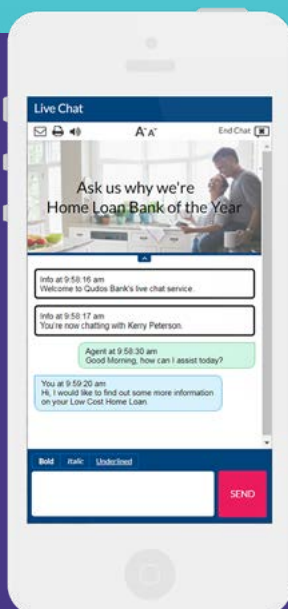 Live Chat
A⁺ A⁻
End Chat
Ask us why we're
Home Loan Bank of the Year
Info at 9:58:16 am
Welcome to Qudos Bank's live chat service.
Info at 9:58:17 am
You're now chatting with Kerry Peterson.
Agent at 9:58:30 am
Good Morning, how can I assist today?
You at 9:59:20 am
Hi, I would like to find out some more information
on your Low Cost Home Loan.
Bold Italic Underlined
SEND